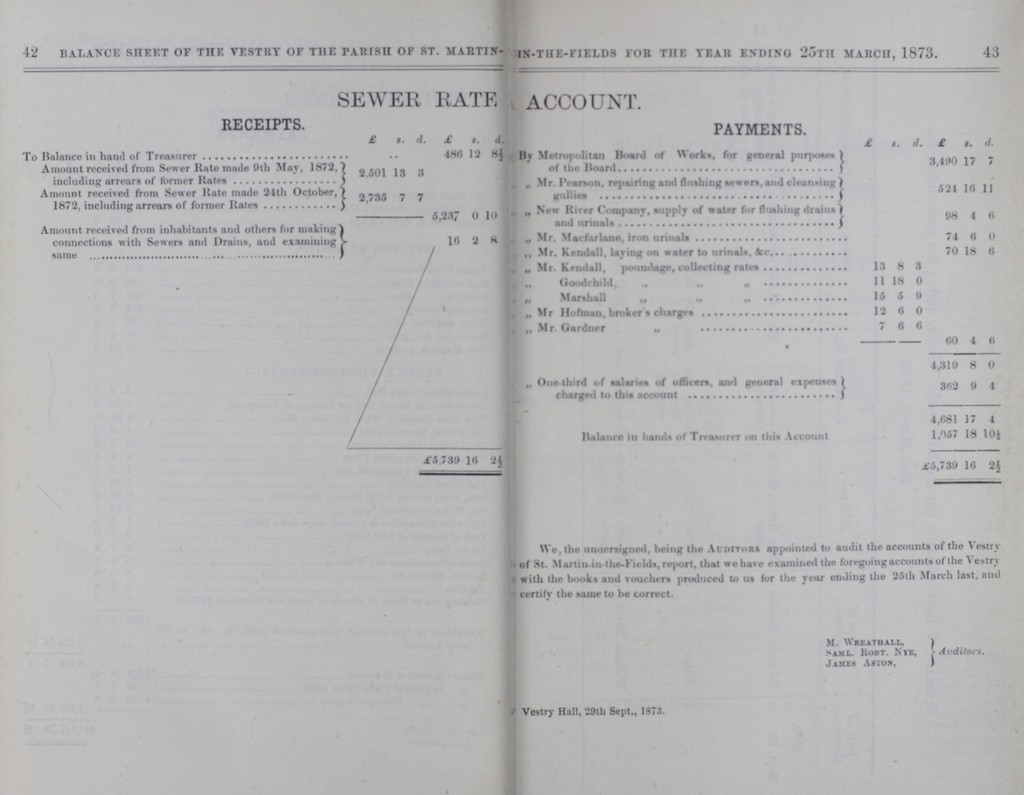 42 BALANCE SHEET OF THE VESTRY OF THE PARISH OF ST. MARTIN-
SEWER RATE
RECEIPTS.
£ s. d. £ s. d.
To Balance in hand of Treasurer .. 486 12 8½
Amount received from Sewer Rate made 9th May, 1872,
including arrears of former Rates } 2,501 13 3
Amount received from Sewer Rate made 24th October,
1872, including arrears of former Rates } 2,735 7 7
5,237 0 10
Amount received from inhabitants and others for making
connections with Sewers and Drains, and examining } 16 2 8
same
£5,739 16 2½
IN-THE-FIELDS FOR THE YEAR ENDING 25TH MARCH, 1873. 43
ACCOUNT.
PAYMENTS.
£ s. d. £ s. d.
By Metropolitan Board of Works, for general purposes
of the Board } 3,490 17 7
„ Mr. Pearson, repairing and flushing sewers, and cleansing
gullies } 524 16 11
„ New River Company, supply of water for flushing drains
and urinals } 98 4 6
„ Mr. Macfarlane, iron urinals 74 6 0
„ Mr. Kendall, laying on water to urinals, &c. 70 18 6
„ Mr. Kendall, poundage, collecting rates 13 8 3
„ Goodchild, „ „ „ 11 18 0
„ Marshall „ „ „ 15 5 9
„ Mr Hofman, broker's charges 12 6 0
„ Mr. Gardner „ 7 6 6
60 4 6
4,319 8 0
„ One-third of salaries of officers, and general expenses
charged to this account } 362 9 4
4,681 17 4
Balance in hands of Treasurer on this Account 1,057 18 10½
£5,739 16 2½
We, the undersigned, being the AUDITORS appointed to audit the accounts of the Vestry
of St. Martin-in-the-Fields, report, that we have examined the foregoing accounts of the Vestry
with the books and vouchers produced to us for the year ending the 25th March last, and
certify the same to be correct.
M. WREATHALL,
SAML. ROBT. NYE, } Auditors.
JAMES ASTON,
Vestry Hall, 29th Sept., 1873.